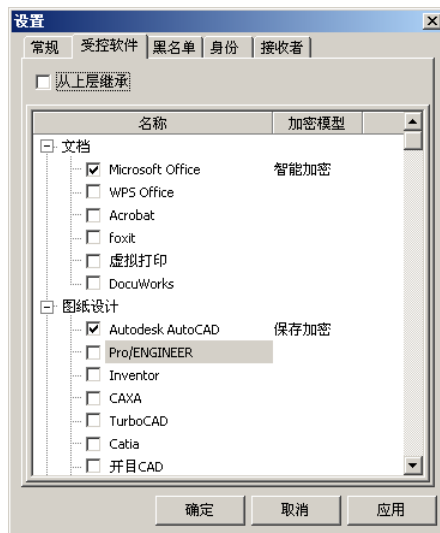 设置
常规 受控软件 黑名单 身份 接收者
从上层继承
名称 加密模型
文档
Microsoft Office 智能加密
WPS Office
Acrobat
foxit
虚拟打印
DocuWorks
图纸设计
Autodesk AutoCAD 保存加密
Pro/ENGINEER
Inventor
CAXA
TurboCAD
Catia
开目CAD
确定 取消 应用